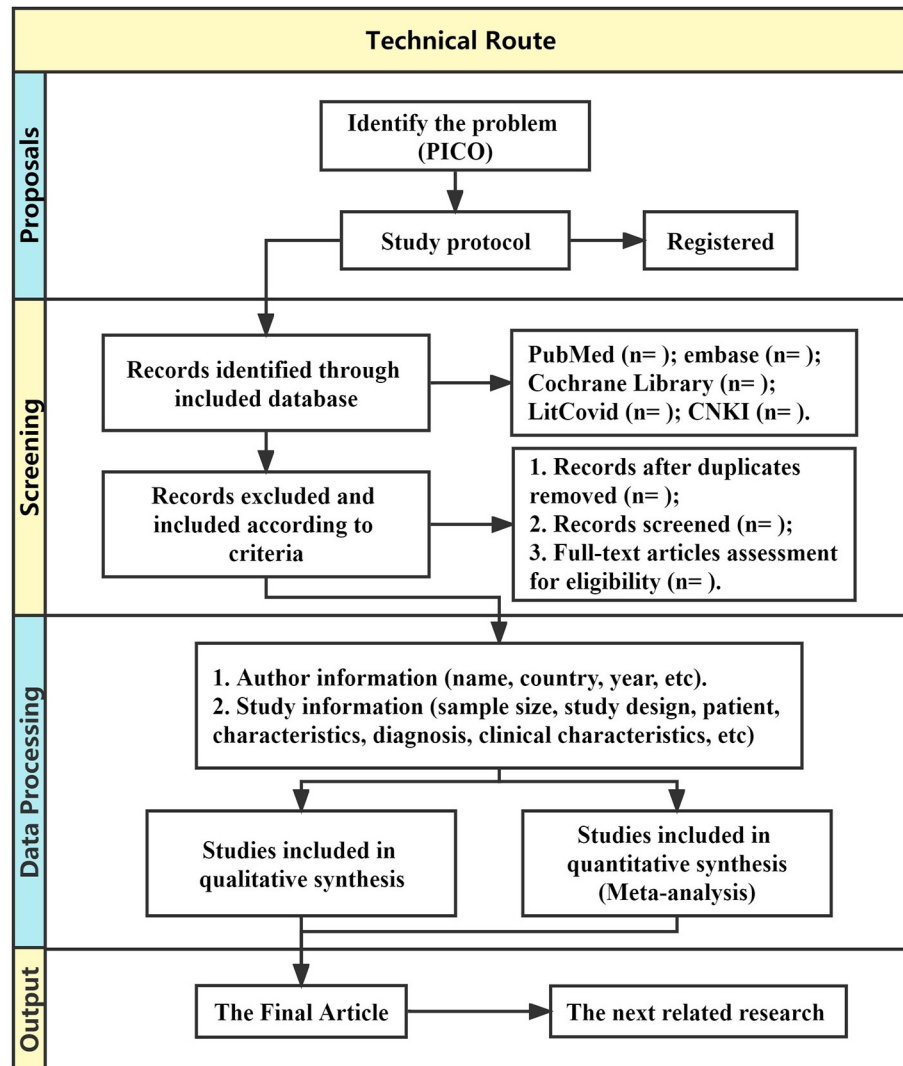 Technical Route
Proposals
Identify the problem
(PICO)
Study protocol
Registered
Screening
Records identified through
included database
PubMed (n= ); embase (n= );
Cochrane Library (n= );
LitCovid (n= ); CNKI (n= ).
Records excluded and
included according to
criteria
1. Records after duplicates
removed (n= );
2. Records screened (n= );
3. Full-text articles assessment
for eligibility (n= ).
Data Processing
1. Author information (name, country, year, etc).
2. Study information (sample size, study design, patient,
characteristics, diagnosis, clinical characteristics, etc)
Studies included in
qualitative synthesis
Studies included in
quantitative synthesis
(Meta-analysis)
Output
The Final Article
The next related research